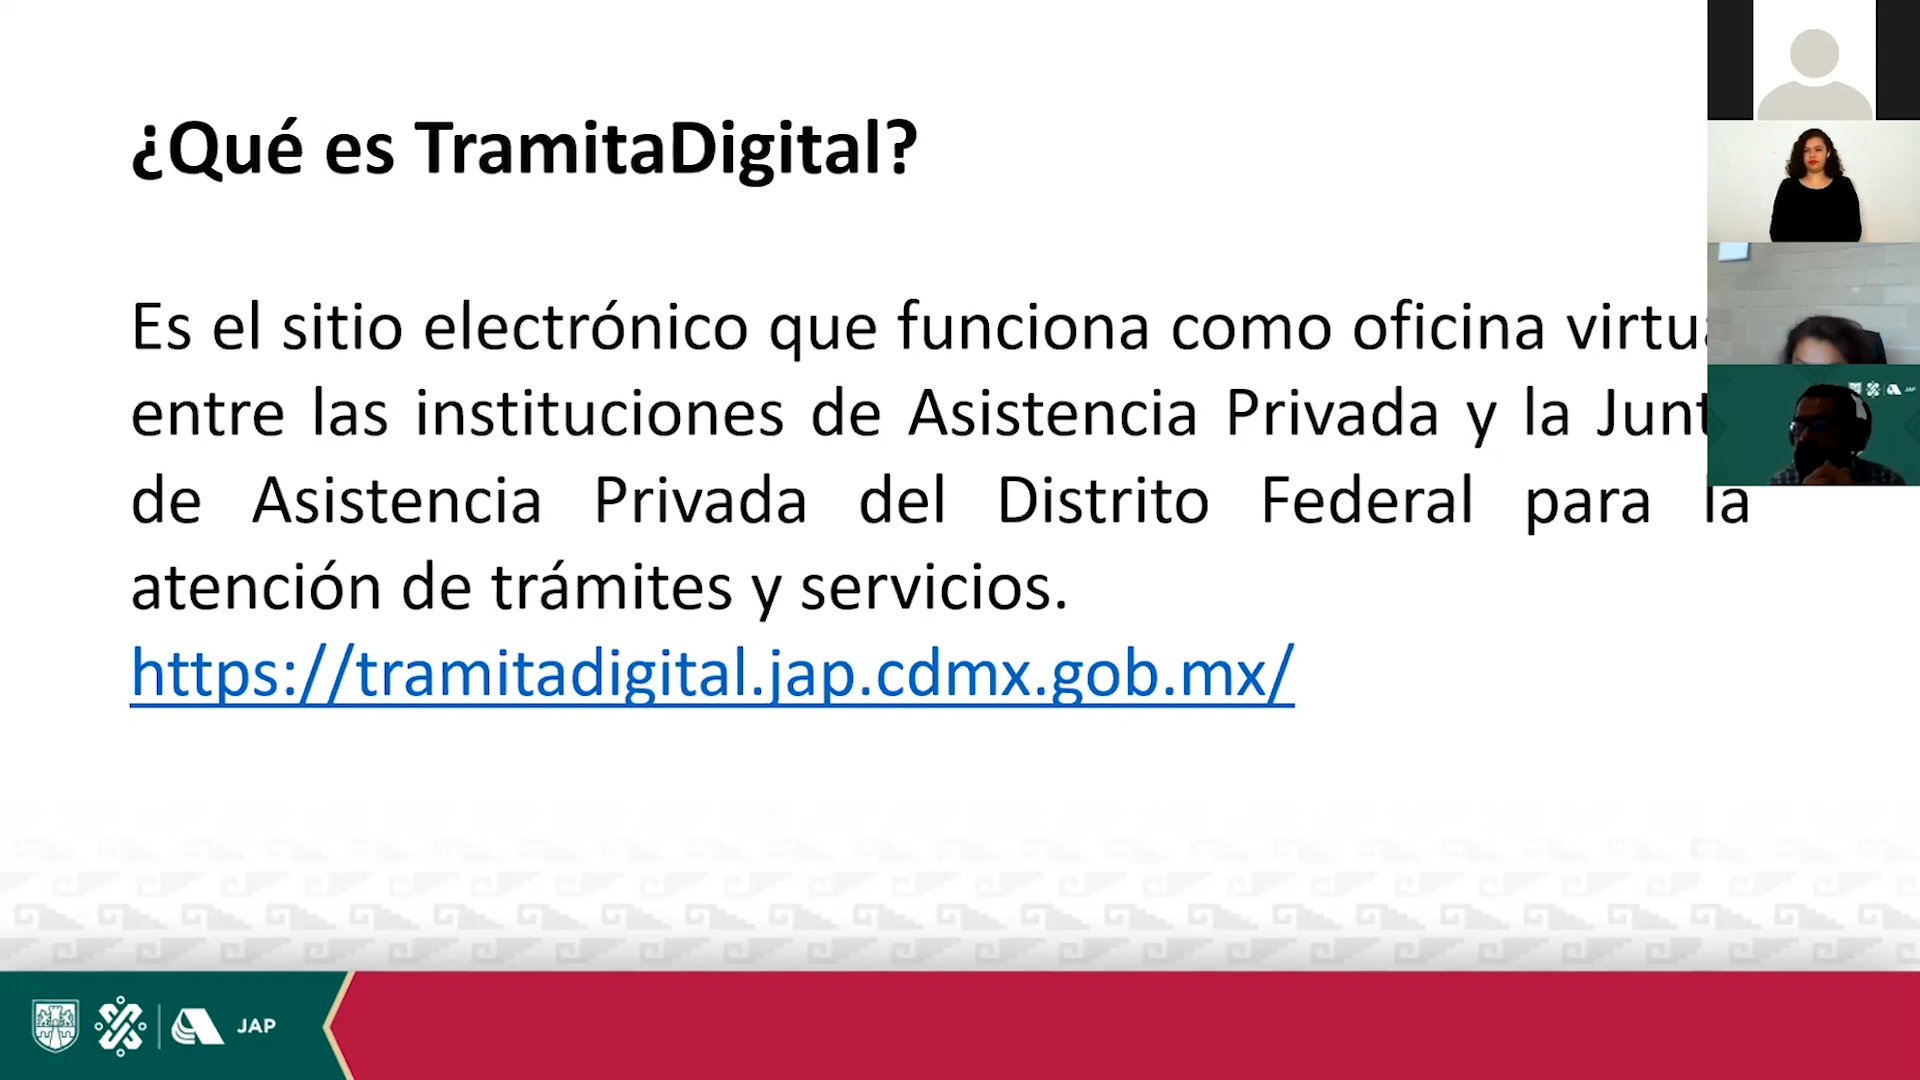 ¿Qué es TramitaDigital?
Es el sitio electrónico que funciona como oficina
entre las instituciones de Asistencia Privada y la
de Asistencia Privada del Distrito Federal para la
atención de trámites y servicios.
https://tramitadigital.jap.cdmx.gob.mx/
JAP